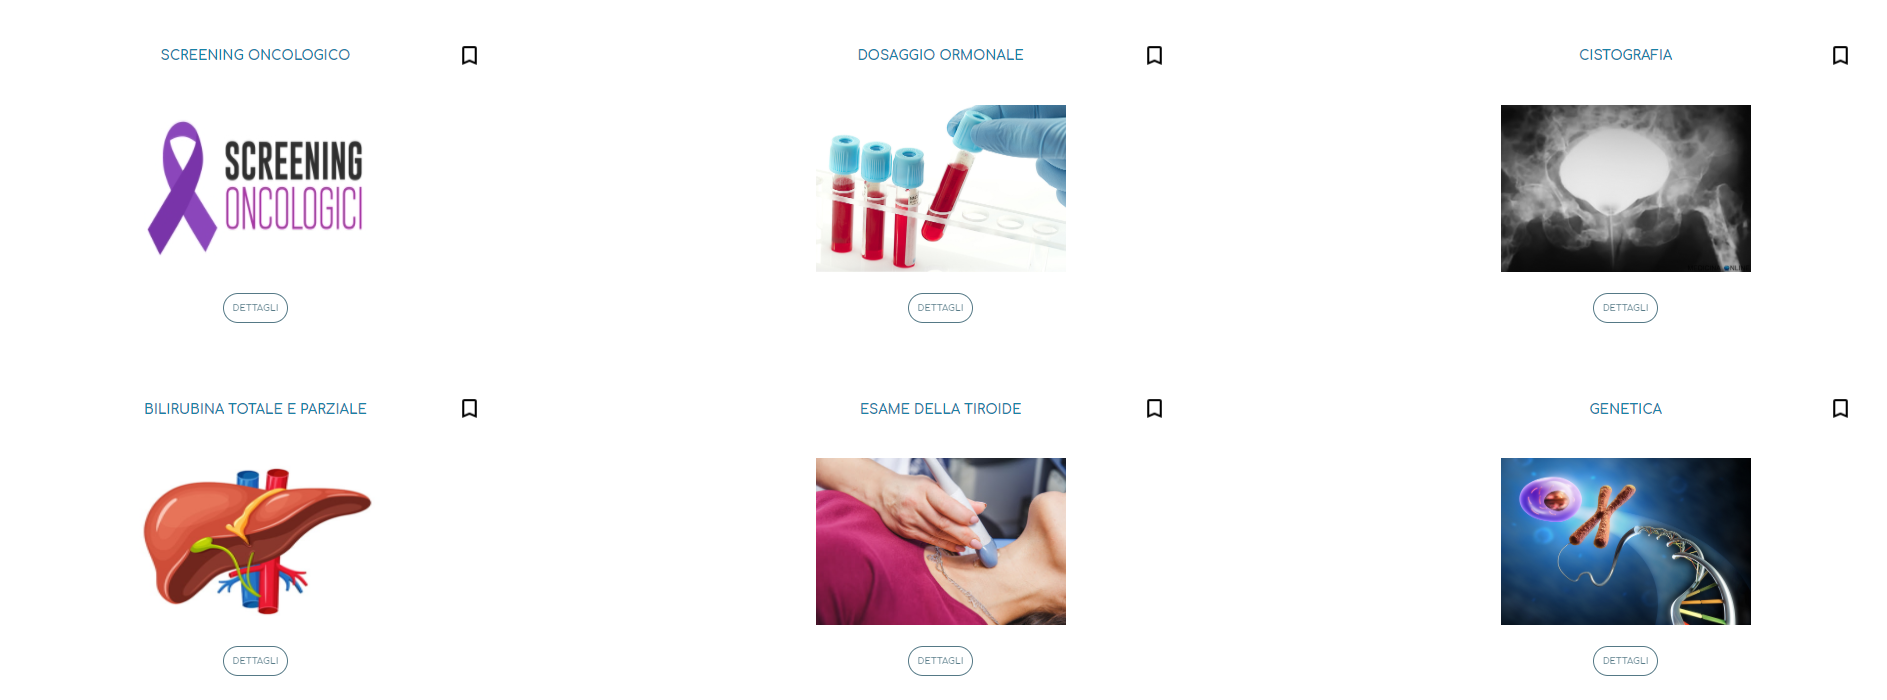 SCREENING ONCOLOGICO
DOSAGGIO ORMONALE
CISTOGRAFIA
SCREENING
ONCOLOGICI
DETTAGLI
DETTAGLI
DETTAGLI
BILIRUBINA TOTALE E PARZIALE
ESAME DELLA TIROIDE
GENETICA
DETTAGLI
DETTAGLI
DETTAGLI